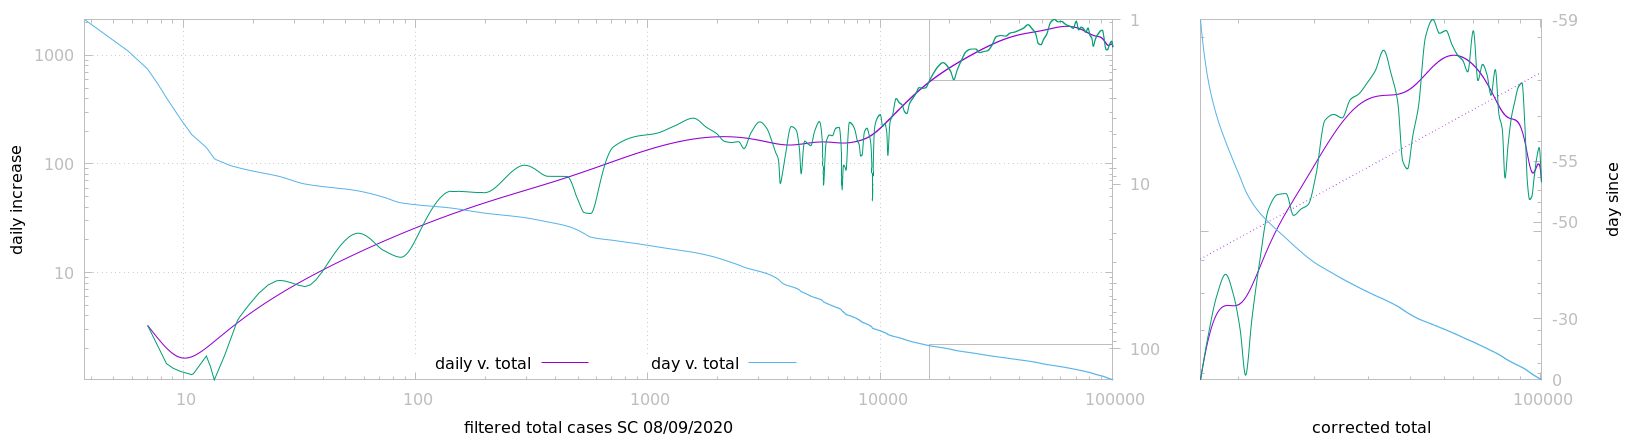 1000
100
10
daily increase
10
100
1000
10000
100000
1
10
100
daily v. total
day v. total
filtered total cases SC 08/09/2020
-59
-55
-50
-30
0
day since
100000
corrected total